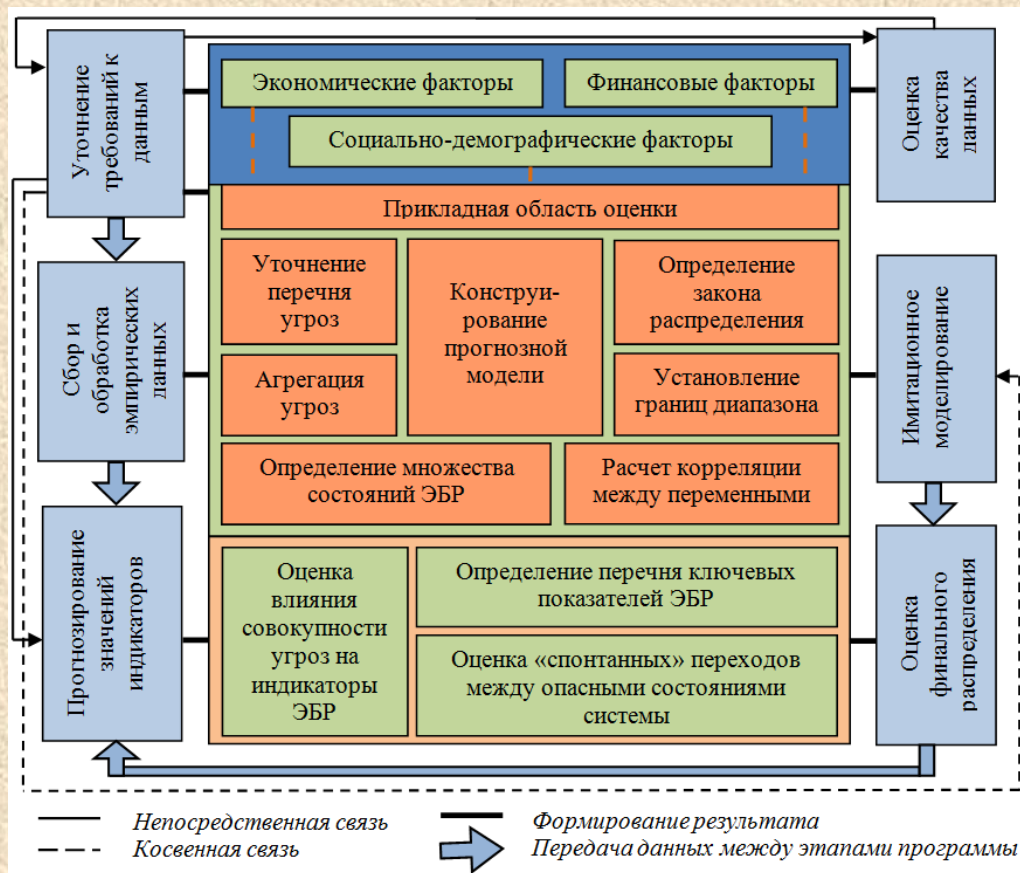 Уточнение
требований к
данным
Экономические факторы
Финансовые факторы
Социально-демографические факторы
Оценка
качества
данных
Прикладная область оценки
Сбор и
обработка
эмпирических
данных
Уточнение
перечня
угроз
Конструи-
рование
прогнозной
модели
Определение
закона
распределения
Агрегация
угроз
Установление
границ диапазона
Имитационное
моделирование
Определение множества
состояний ЭБР
Расчет корреляции
между переменными
Прогнозирование
значений
индикаторов
Оценка
влияния
совокупности
угроз на
индикаторы
ЭБР
Определение перечня ключевых
показателей ЭБР
Оценка «спонтанных» переходов
между опасными состояниями
системы
Оценка
финального
распределения
Непосредственная связь
Формирование результата
Косвенная связь
Передача данных между этапами программы